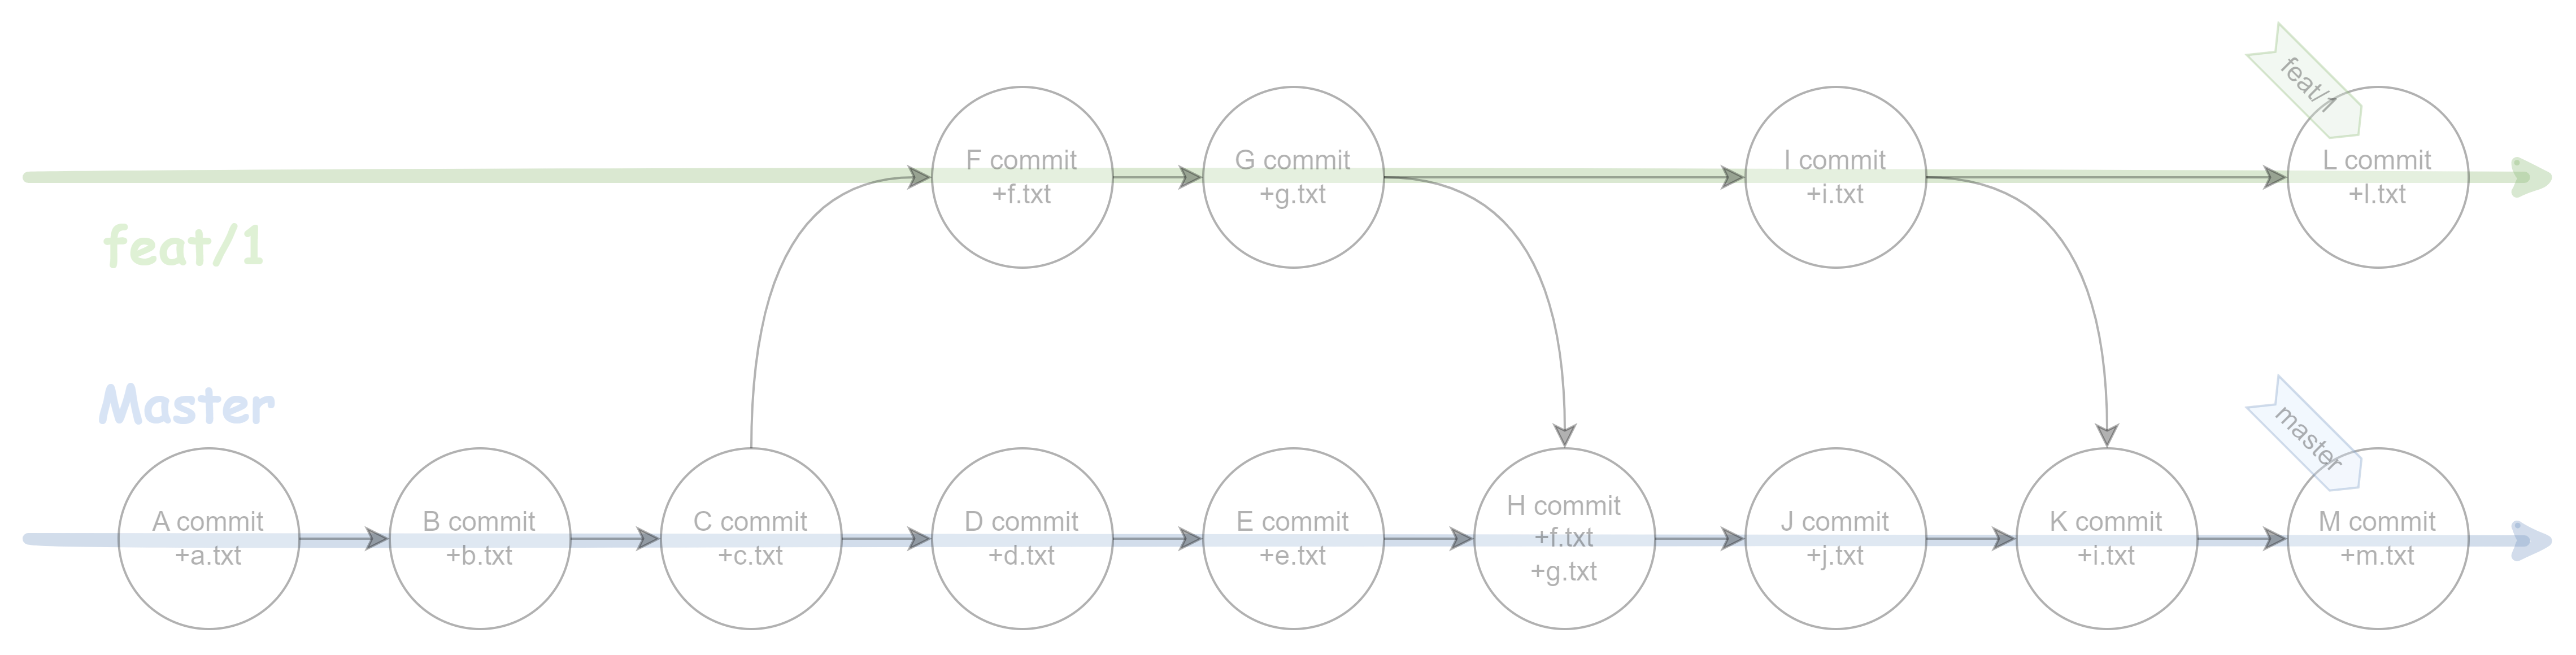 feat/1
F commit
+f.txt
G commit
+g.txt
I commit
+i.txt
L commit
+l.txt
feat/1
Master
master
A commit
+a.txt
B commit
+b.txt
C commit
+c.txt
D commit
+d.txt
E commit
+e.txt
H commit
+f.txt
+g.txt
J commit
+j.txt
K commit
+i.txt
M commit
+m.txt